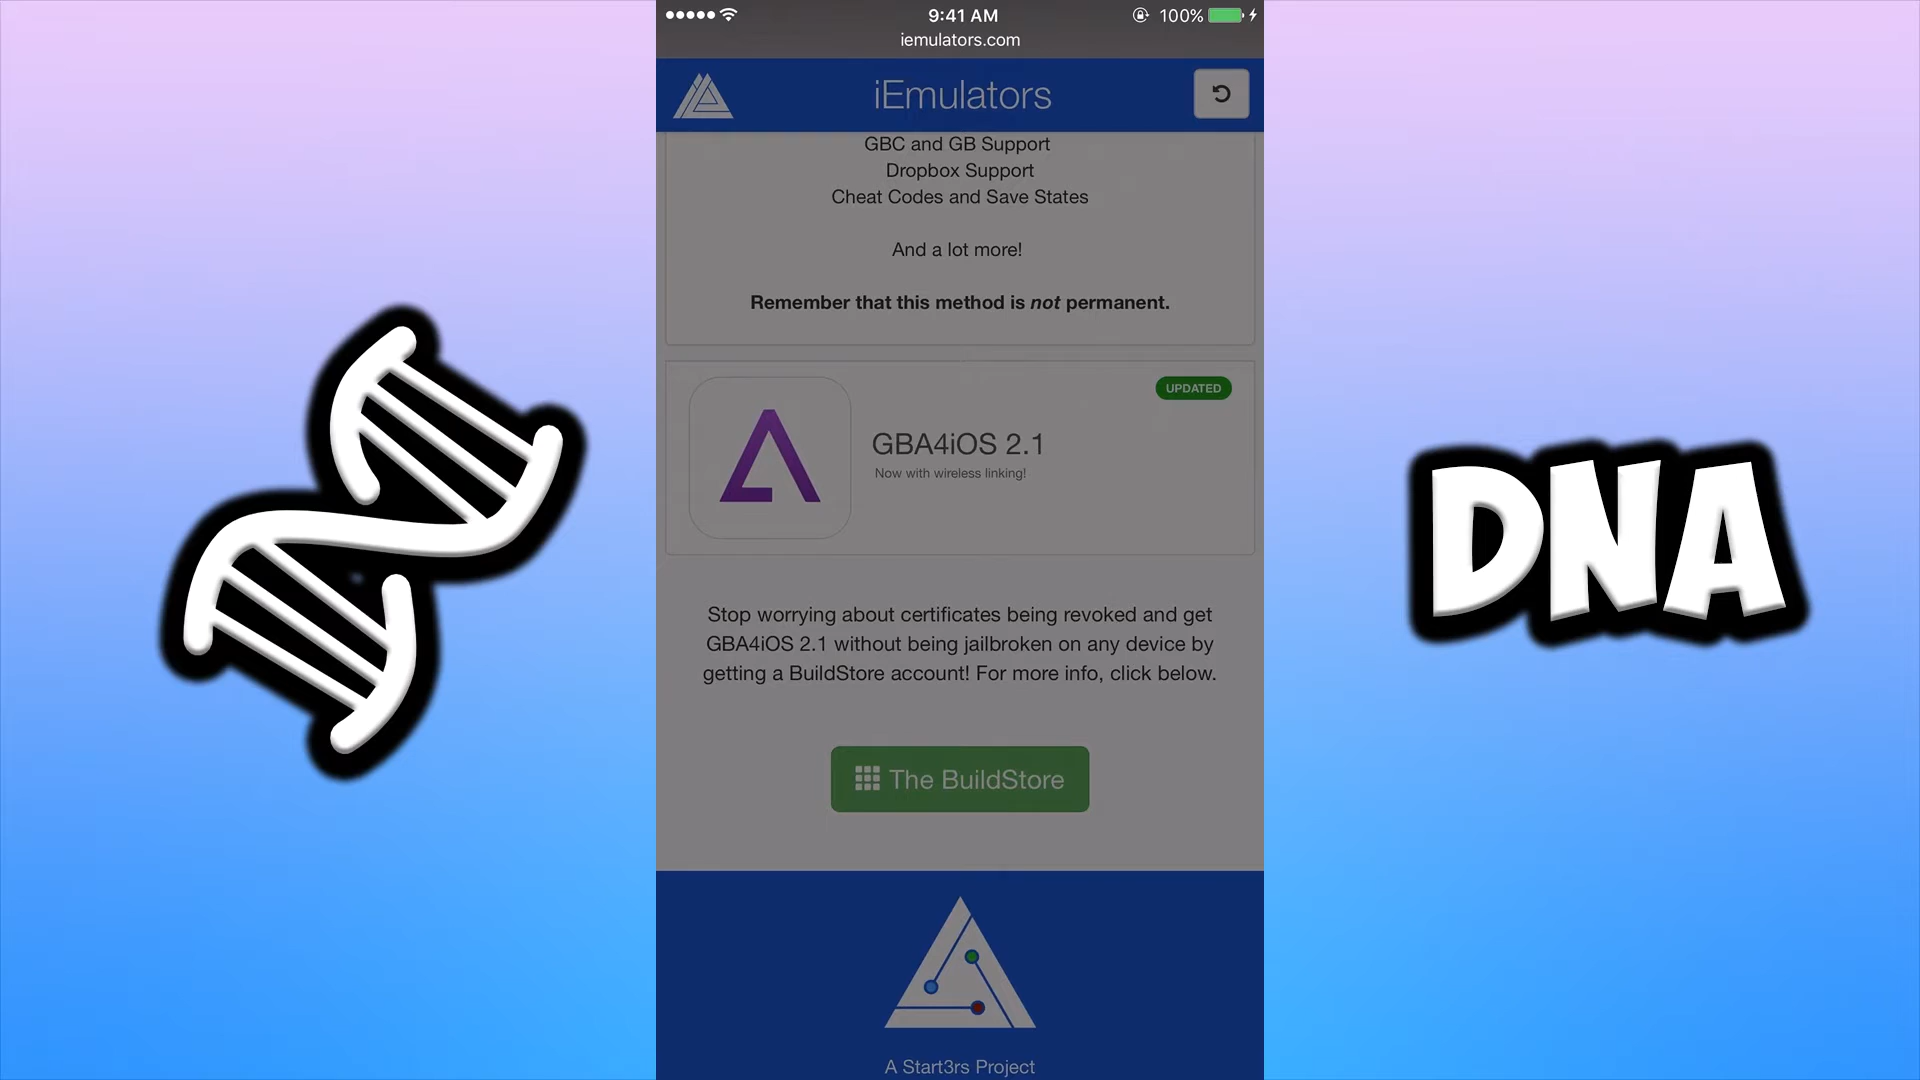 9:41 AM
100%
iemulators.com
iEmulators
GBC and GB Support
Dropbox Support
Cheat Codes and Save States
And a lot more!
Remember that this method is not permanent.
UPDATED
GBA4iOS 2.1
Now with wireless linking!
Stop worrying about certificates being revoked and get
GBA4iOS 2.1 without being jailbroken on any device by
getting a BuildStore account! For more info, click below.
The BuildStore
A Start3rs Project
DNA